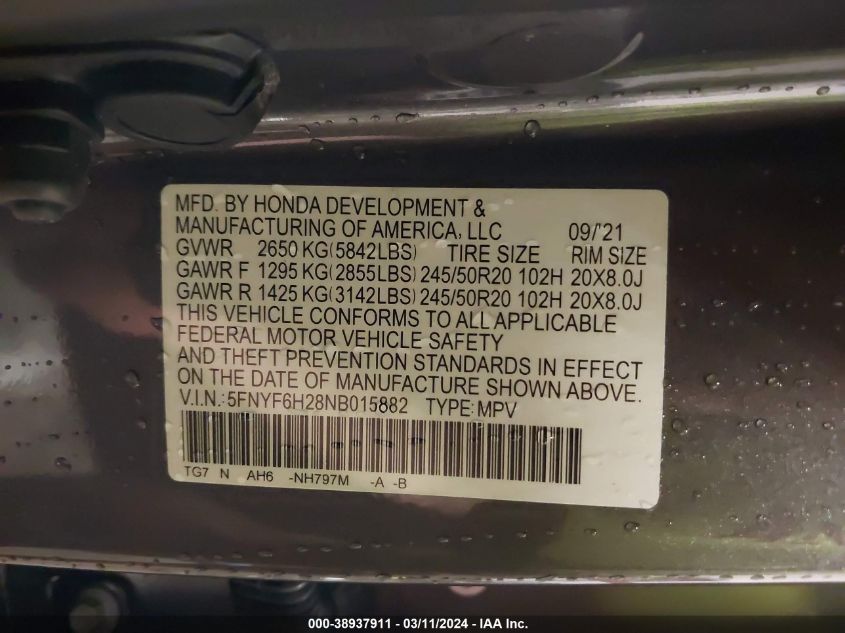 MFD. BY HONDA DEVELOPMENT &
MANUFACTURING OF AMERICA, LLC 09/'21
GVWR 2650 KG(5842LBS) TIRE SIZE RIM SIZE
GAWR F 1295 KG(2855LBS) 245/50R20 102H 20X8.0J
GAWR R 1425 KG(3142LBS) 245/50R20 102H 20X8.0J
THIS VEHICLE CONFORMS TO ALL APPLICABLE
FEDERAL MOTOR VEHICLE SAFETY
AND THEFT PREVENTION STANDARDS IN EFFECT
ON THE DATE OF MANUFACTURE SHOWN ABOVE.
V.I.N.:5FNYF6H28NB015882 TYPE:MPV
TG7 N AH6 -NH797M -A -B
000-38937911 - 03/11/2024 - IAA Inc.